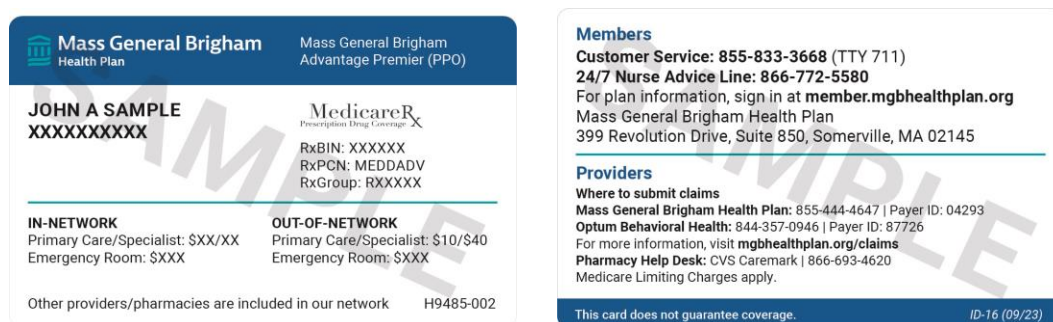 Mass General Brigham
Health Plan
Mass General Brigham
Advantage Premier (PPO)
JOHN A SAMPLE
XXXXXXXXXX
MedicareRx
Prescription Drug Coverage
RxBIN: XXXXXX
RxPCN: MEDDADV
RxGroup: RXXXXX
IN-NETWORK
Primary Care/Specialist: $XX/XX
Emergency Room: $XXX
OUT-OF-NETWORK
Primary Care/Specialist: $10/$40
Emergency Room: $XXX
Other providers/pharmacies are included in our network
H9485-002
SAMPLE
Members
Customer Service: 855-833-3668 (TTY 711)
24/7 Nurse Advice Line: 866-772-5580
For plan information, sign in at member.mgbhealthplan.org
Mass General Brigham Health Plan
399 Revolution Drive, Suite 850, Somerville, MA 02145
Providers
Where to submit claims
Mass General Brigham Health Plan: 855-444-4647 | Payer ID: 04293
Optum Behavioral Health: 844-357-0946 | Payer ID: 87726
For more information, visit mgbhealthplan.org/claims
Pharmacy Help Desk: CVS Caremark | 866-693-4620
Medicare Limiting Charges apply.
This card does not guarantee coverage.
ID-16 (09/23)
SAMPLE